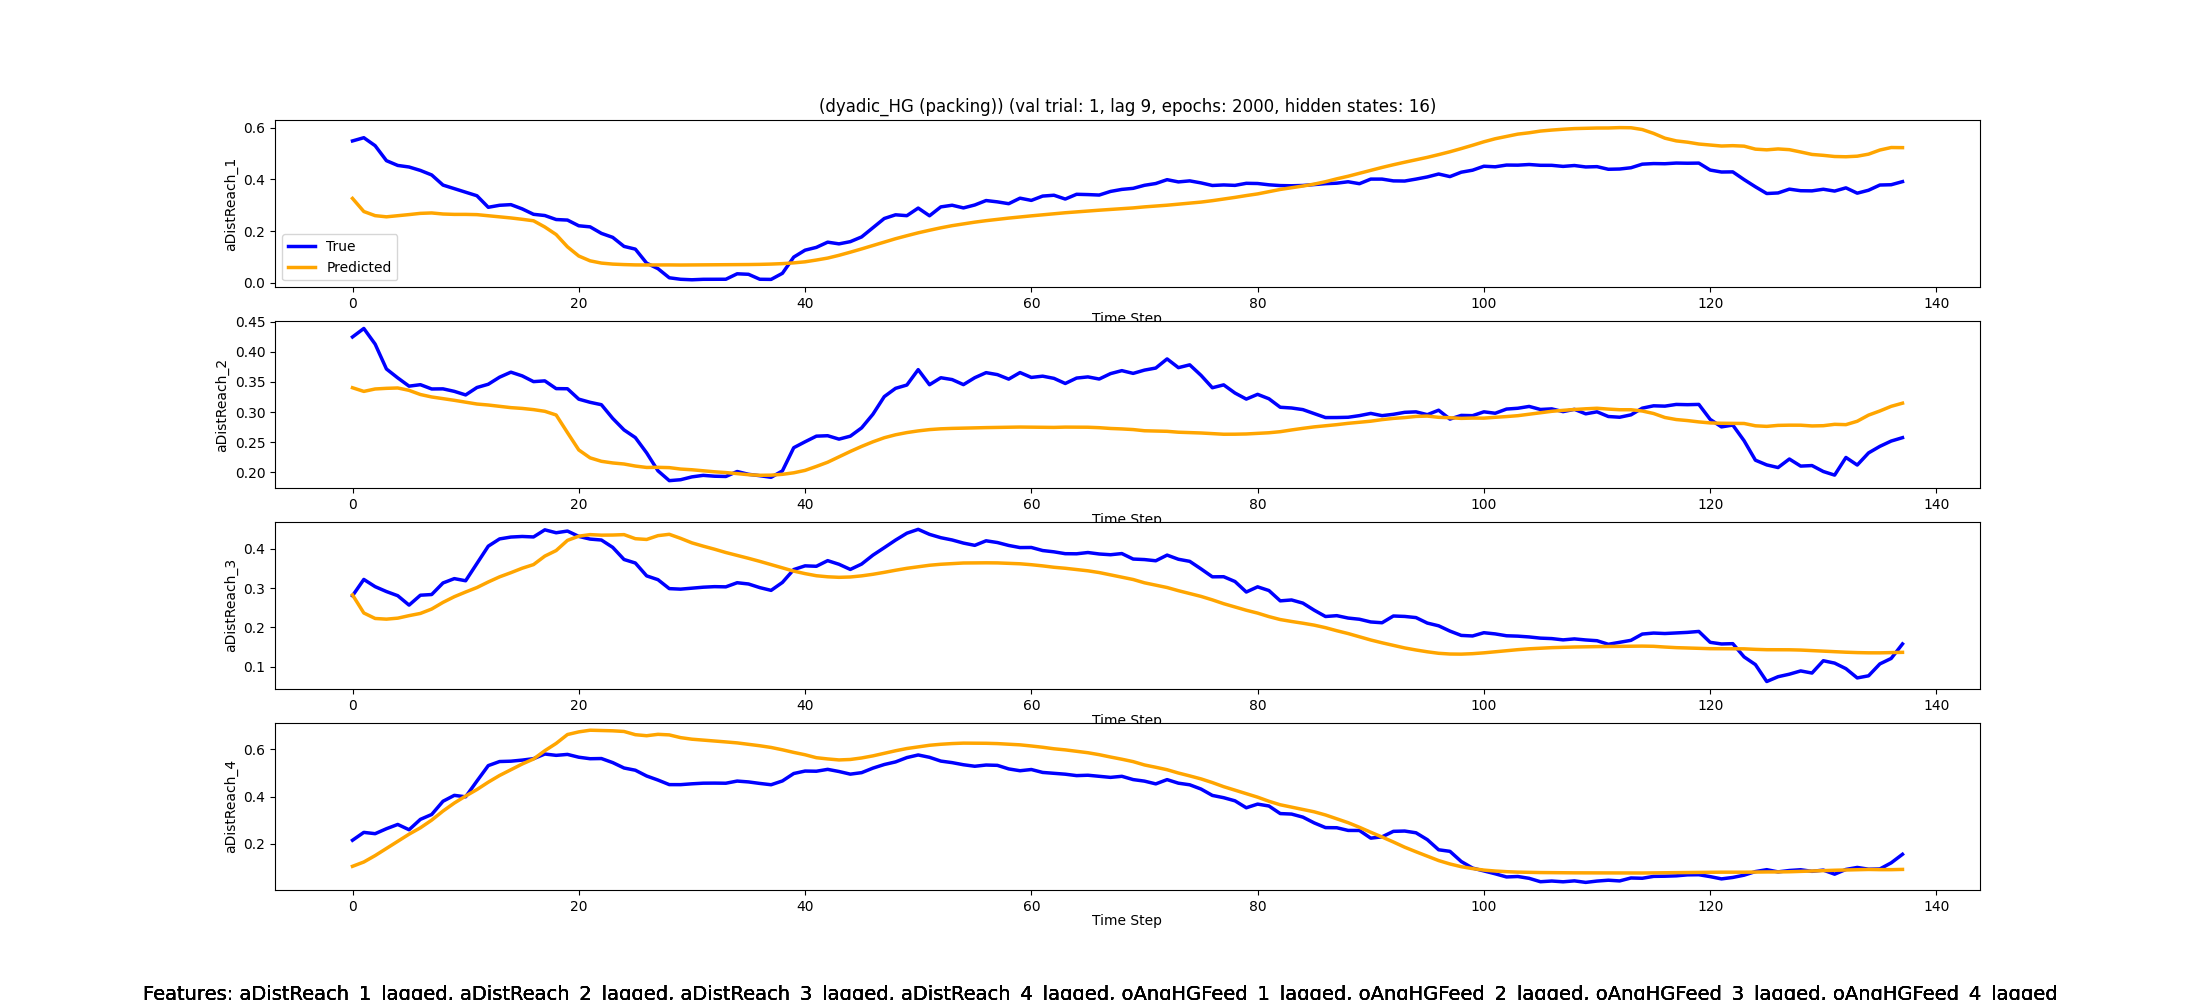 (dyadic_HG (packing)) (val trial: 1, lag 9, epochs: 2000, hidden states: 16)
aDistReach_1
0.6
0.4
0.2
0.0
True
Predicted
0 20 40 60 80 100 120 140
Time Step
aDistReach_2
0.45
0.40
0.35
0.30
0.25
0.20
0 20 40 60 80 100 120 140
Time Step
aDistReach_3
0.4
0.3
0.2
0.1
0 20 40 60 80 100 120 140
Time Step
aDistReach_4
0.6
0.4
0.2
0 20 40 60 80 100 120 140
Time Step
Features: aDistReach_1_lagged, aDistReach_2_lagged, aDistReach_3_lagged, aDistReach_4_lagged, oAngHGFeed_1_lagged, oAngHGFeed_2_lagged, oAngHGFeed_3_lagged, oAngHGFeed_4_lagged